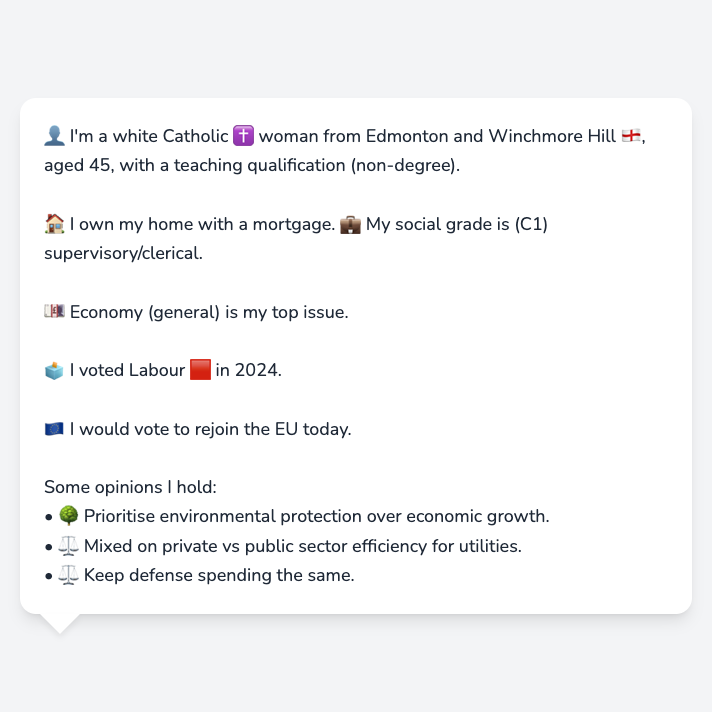 👤 I'm a white Catholic ✝️ woman from Edmonton and Winchmore Hill 🏴󠁧󠁢󠁥󠁮󠁧󠁿,
aged 45, with a teaching qualification (non-degree).
🏠 I own my home with a mortgage. 💼 My social grade is (C1)
supervisory/clerical.
💷 Economy (general) is my top issue.
🗳️ I voted Labour 🟥 in 2024.
🇪🇺 I would vote to rejoin the EU today.
Some opinions I hold:
• 🌳 Prioritise environmental protection over economic growth.
• ⚖️ Mixed on private vs public sector efficiency for utilities.
• ⚖️ Keep defense spending the same.